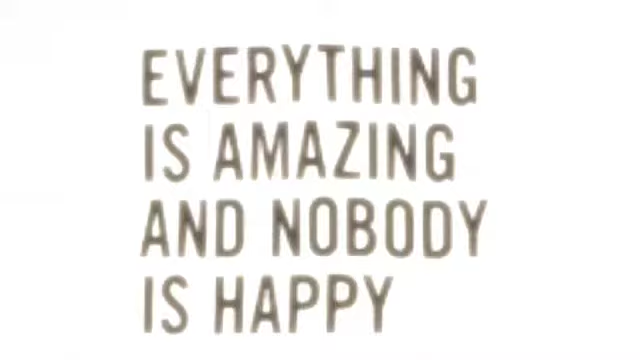 EVERYTHING
IS AMAZING
AND NOBODY
IS HAPPY